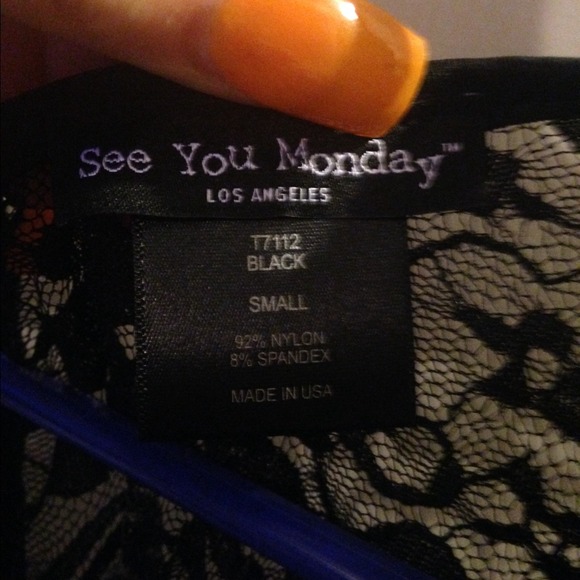 See You Monday™
LOS ANGELES
T7112
BLACK
SMALL
92% NYLON
8% SPANDEX
MADE IN USA